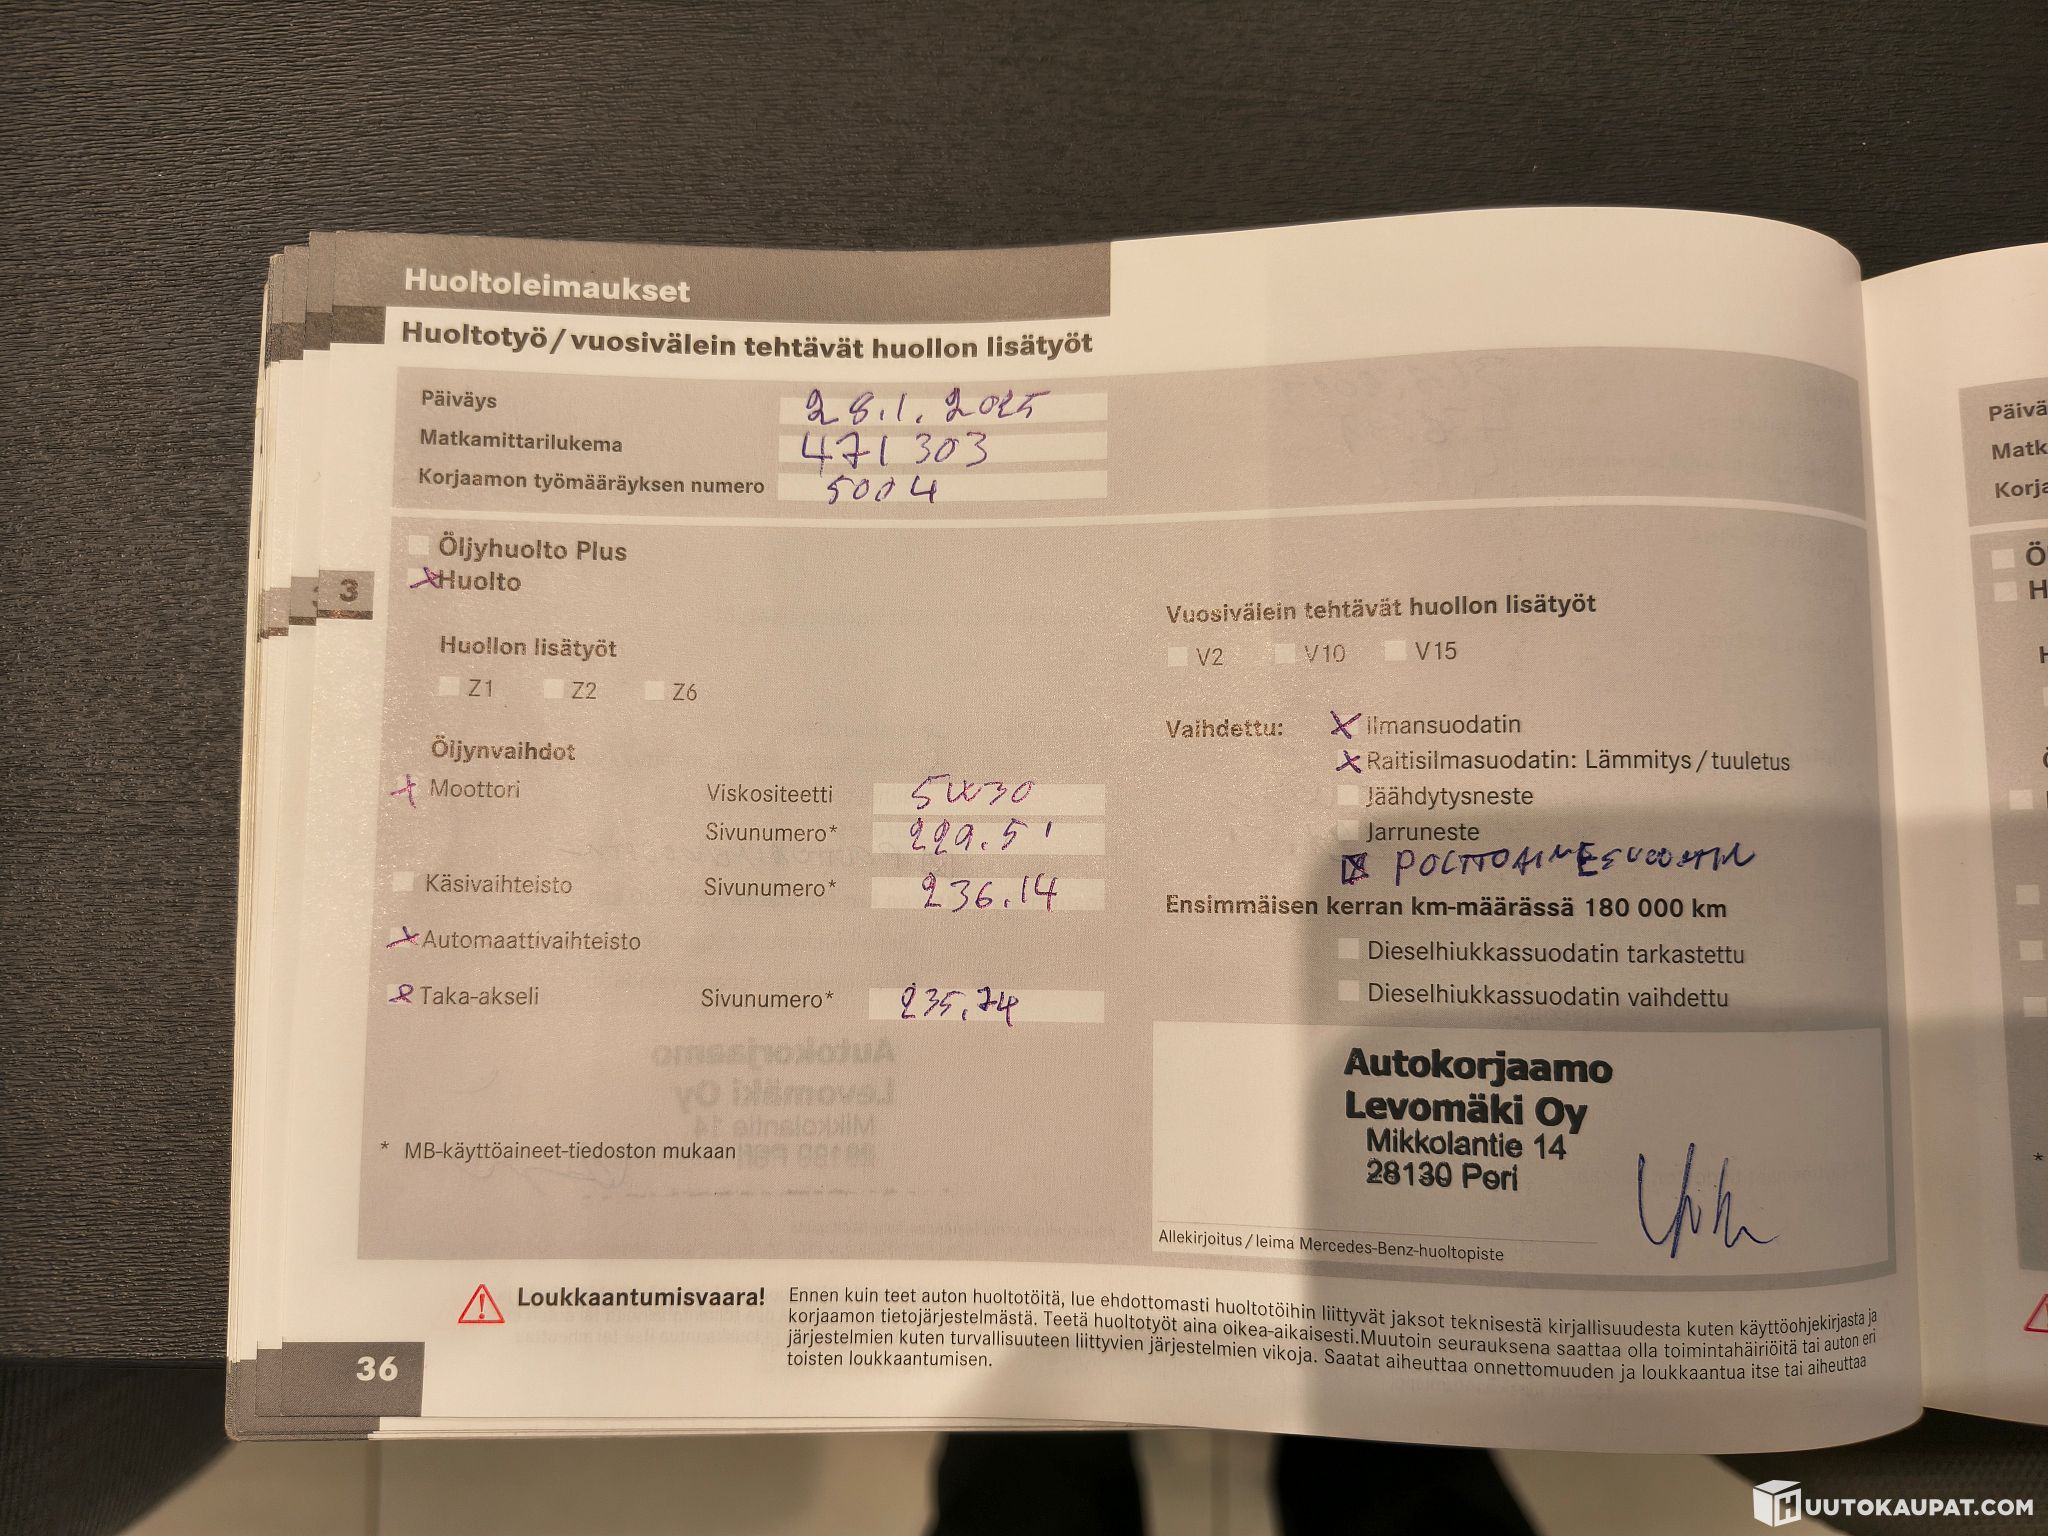 Huoltoleimaukset
Huoltotyö / vuosivälein tehtävät huollon lisätyöt
Päiväys 28.1.2025
Matkamittarilukema 471 303
Korjaamon työmääräyksen numero 5004
Öljyhuolto Plus
Huolto
3
Huollon lisätyöt
Z1 Z2 Z6
Öljynvaihdot
Moottori Viskositeetti 5W30
Sivunumero* 229.51
Käsivaihteisto Sivunumero* 236.14
Automaattivaihteisto
Taka-akseli Sivunumero* 235.74
* MB-käyttöaineet-tiedoston mukaan
Vuosivälein tehtävät huollon lisätyöt
V2 V10 V15
Vaihdettu: Ilmansuodatin
Raitisilmasuodatin: Lämmitys / tuuletus
Jäähdytysneste
Jarruneste
POLTTOAINESUODATIN
Ensimmäisen kerran km-määrässä 180 000 km
Dieselhiukkassuodatin tarkastettu
Dieselhiukkassuodatin vaihdettu
Autokorjaamo
Levomäki Oy
Mikkolantie 14
28130 Pori
Allekirjoitus / leima Mercedes-Benz-huoltopiste
Loukkaantumisvaara!
Ennen kuin teet auton huoltotöitä, lue ehdottomasti huoltotöihin liittyvät jaksot teknisestä kirjallisuudesta kuten käyttöohjekirjasta ja
korjaamon tietojärjestelmästä. Teetä huoltotyöt aina oikea-aikaisesti. Muutoin seurauksena saattaa olla toimintahäiriöitä tai auton eri
järjestelmien kuten turvallisuuteen liittyvien järjestelmien vikoja. Saatat aiheuttaa onnettomuuden ja loukkaantua itse tai aiheuttaa
toisten loukkaantumisen.
36
HUUTOKAUPAT.COM